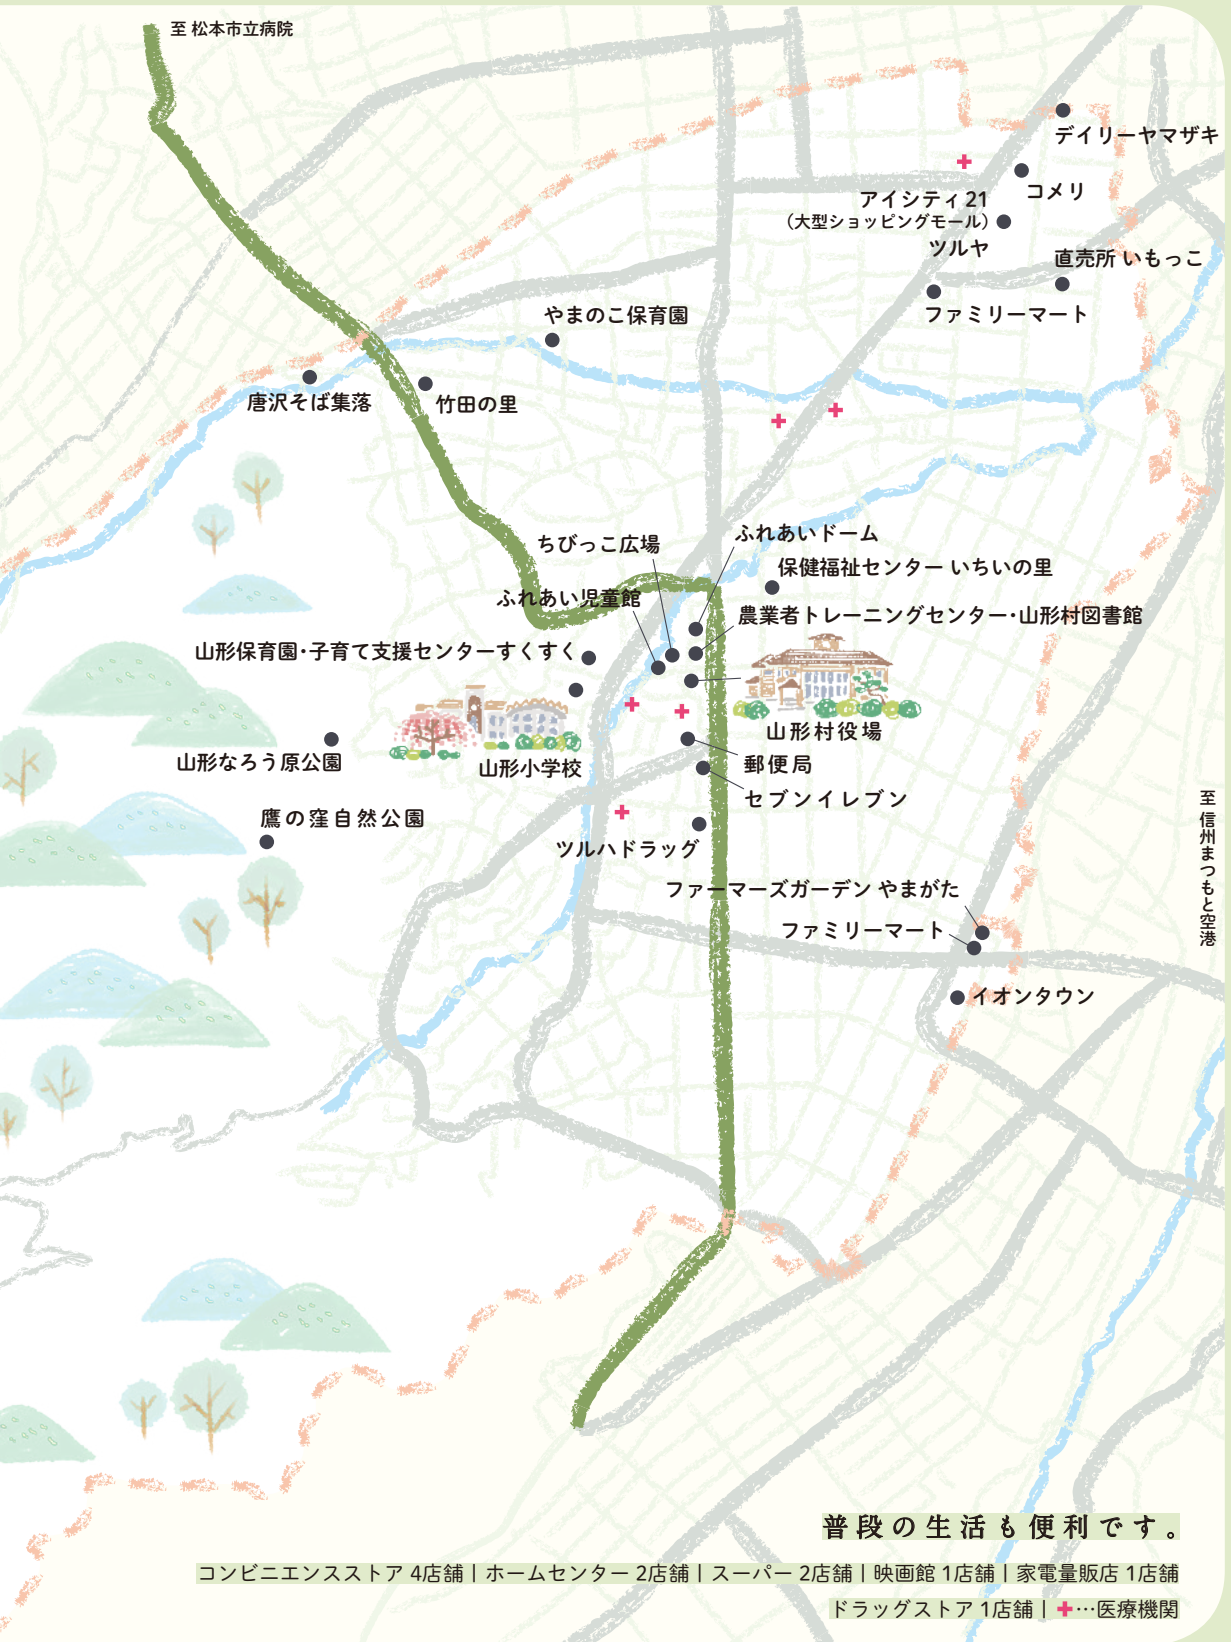 至 松本市立病院
デイリーヤマザキ
コメリ
アイシティ 21
（大型ショッピングモール）
ツルヤ
直売所 いもっこ
ファミリーマート
やまのこ保育園
唐沢そば集落
竹田の里
ふれあいドーム
ちびっこ広場
保健福祉センター いちいの里
ふれあい児童館
農業者トレーニングセンター・山形村図書館
山形保育園・子育て支援センターすくすく
山形村役場
山形なろう原公園
山形小学校
郵便局
セブンイレブン
鷹の窪自然公園
ツルハドラッグ
至 信州まつもと空港
ファーマーズガーデン やまがた
ファミリーマート
イオンタウン
普段の生活も便利です。
コンビニエンスストア 4店舗 | ホームセンター 2店舗 | スーパー 2店舗 | 映画館 1店舗 | 家電量販店 1店舗
ドラッグストア 1店舗 | ✚…医療機関